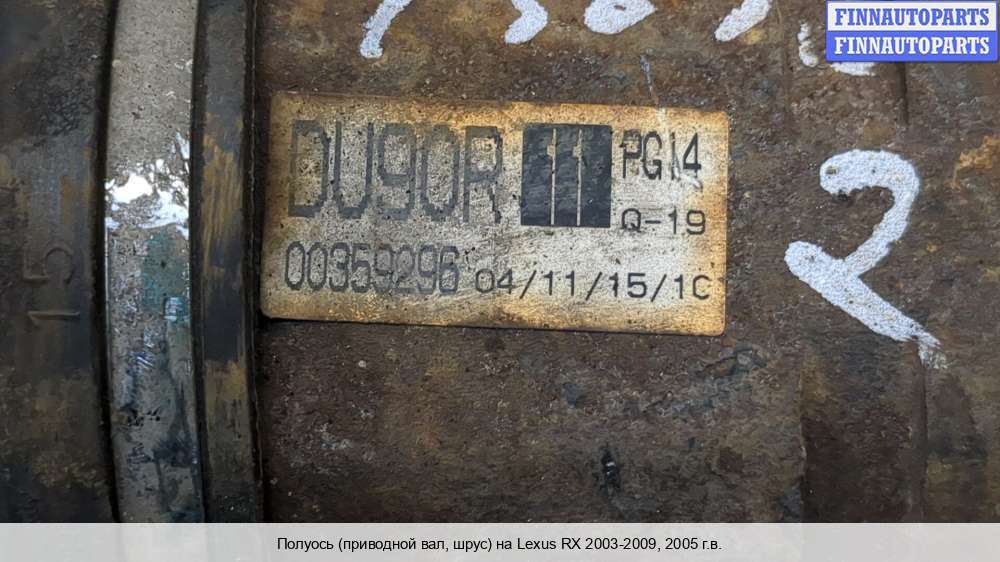 FINNAUTOPARTS
FINNAUTOPARTS
DU90R PG14
Q-19
00359296 04/11/15/1C
15
2
Полуось (приводной вал, шрус) на Lexus RX 2003-2009, 2005 г.в.